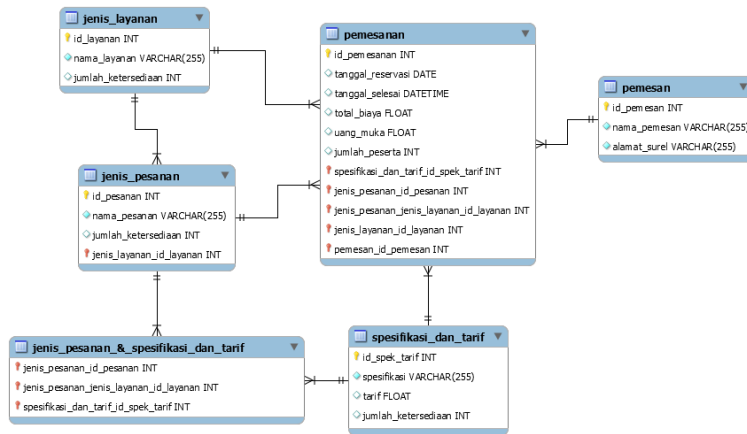 jenis_layanan
id_layanan INT
nama_layanan VARCHAR(255)
jumlah_ketersediaan INT
pemesanan
id_pemesanan INT
tanggal_reservasi DATE
tanggal_selesai DATETIME
total_biaya FLOAT
uang_muka FLOAT
jumlah_peserta INT
spesifikasi_dan_tarif_id_spek_tarif INT
jenis_pesanan_id_pesanan INT
jenis_pesanan_jenis_layanan_id_layanan INT
jenis_layanan_id_layanan INT
pemesan_id_pemesan INT
pemesan
id_pemesan INT
nama_pemesan VARCHAR(255)
alamat_surel VARCHAR(255)
jenis_pesanan
id_pesanan INT
nama_pesanan VARCHAR(255)
jumlah_ketersediaan INT
jenis_layanan_id_layanan INT
jenis_pesanan_&_spesifikasi_dan_tarif
jenis_pesanan_id_pesanan INT
jenis_pesanan_jenis_layanan_id_layanan INT
spesifikasi_dan_tarif_id_spek_tarif INT
spesifikasi_dan_tarif
id_spek_tarif INT
spesifikasi VARCHAR(255)
tarif FLOAT
jumlah_ketersediaan INT